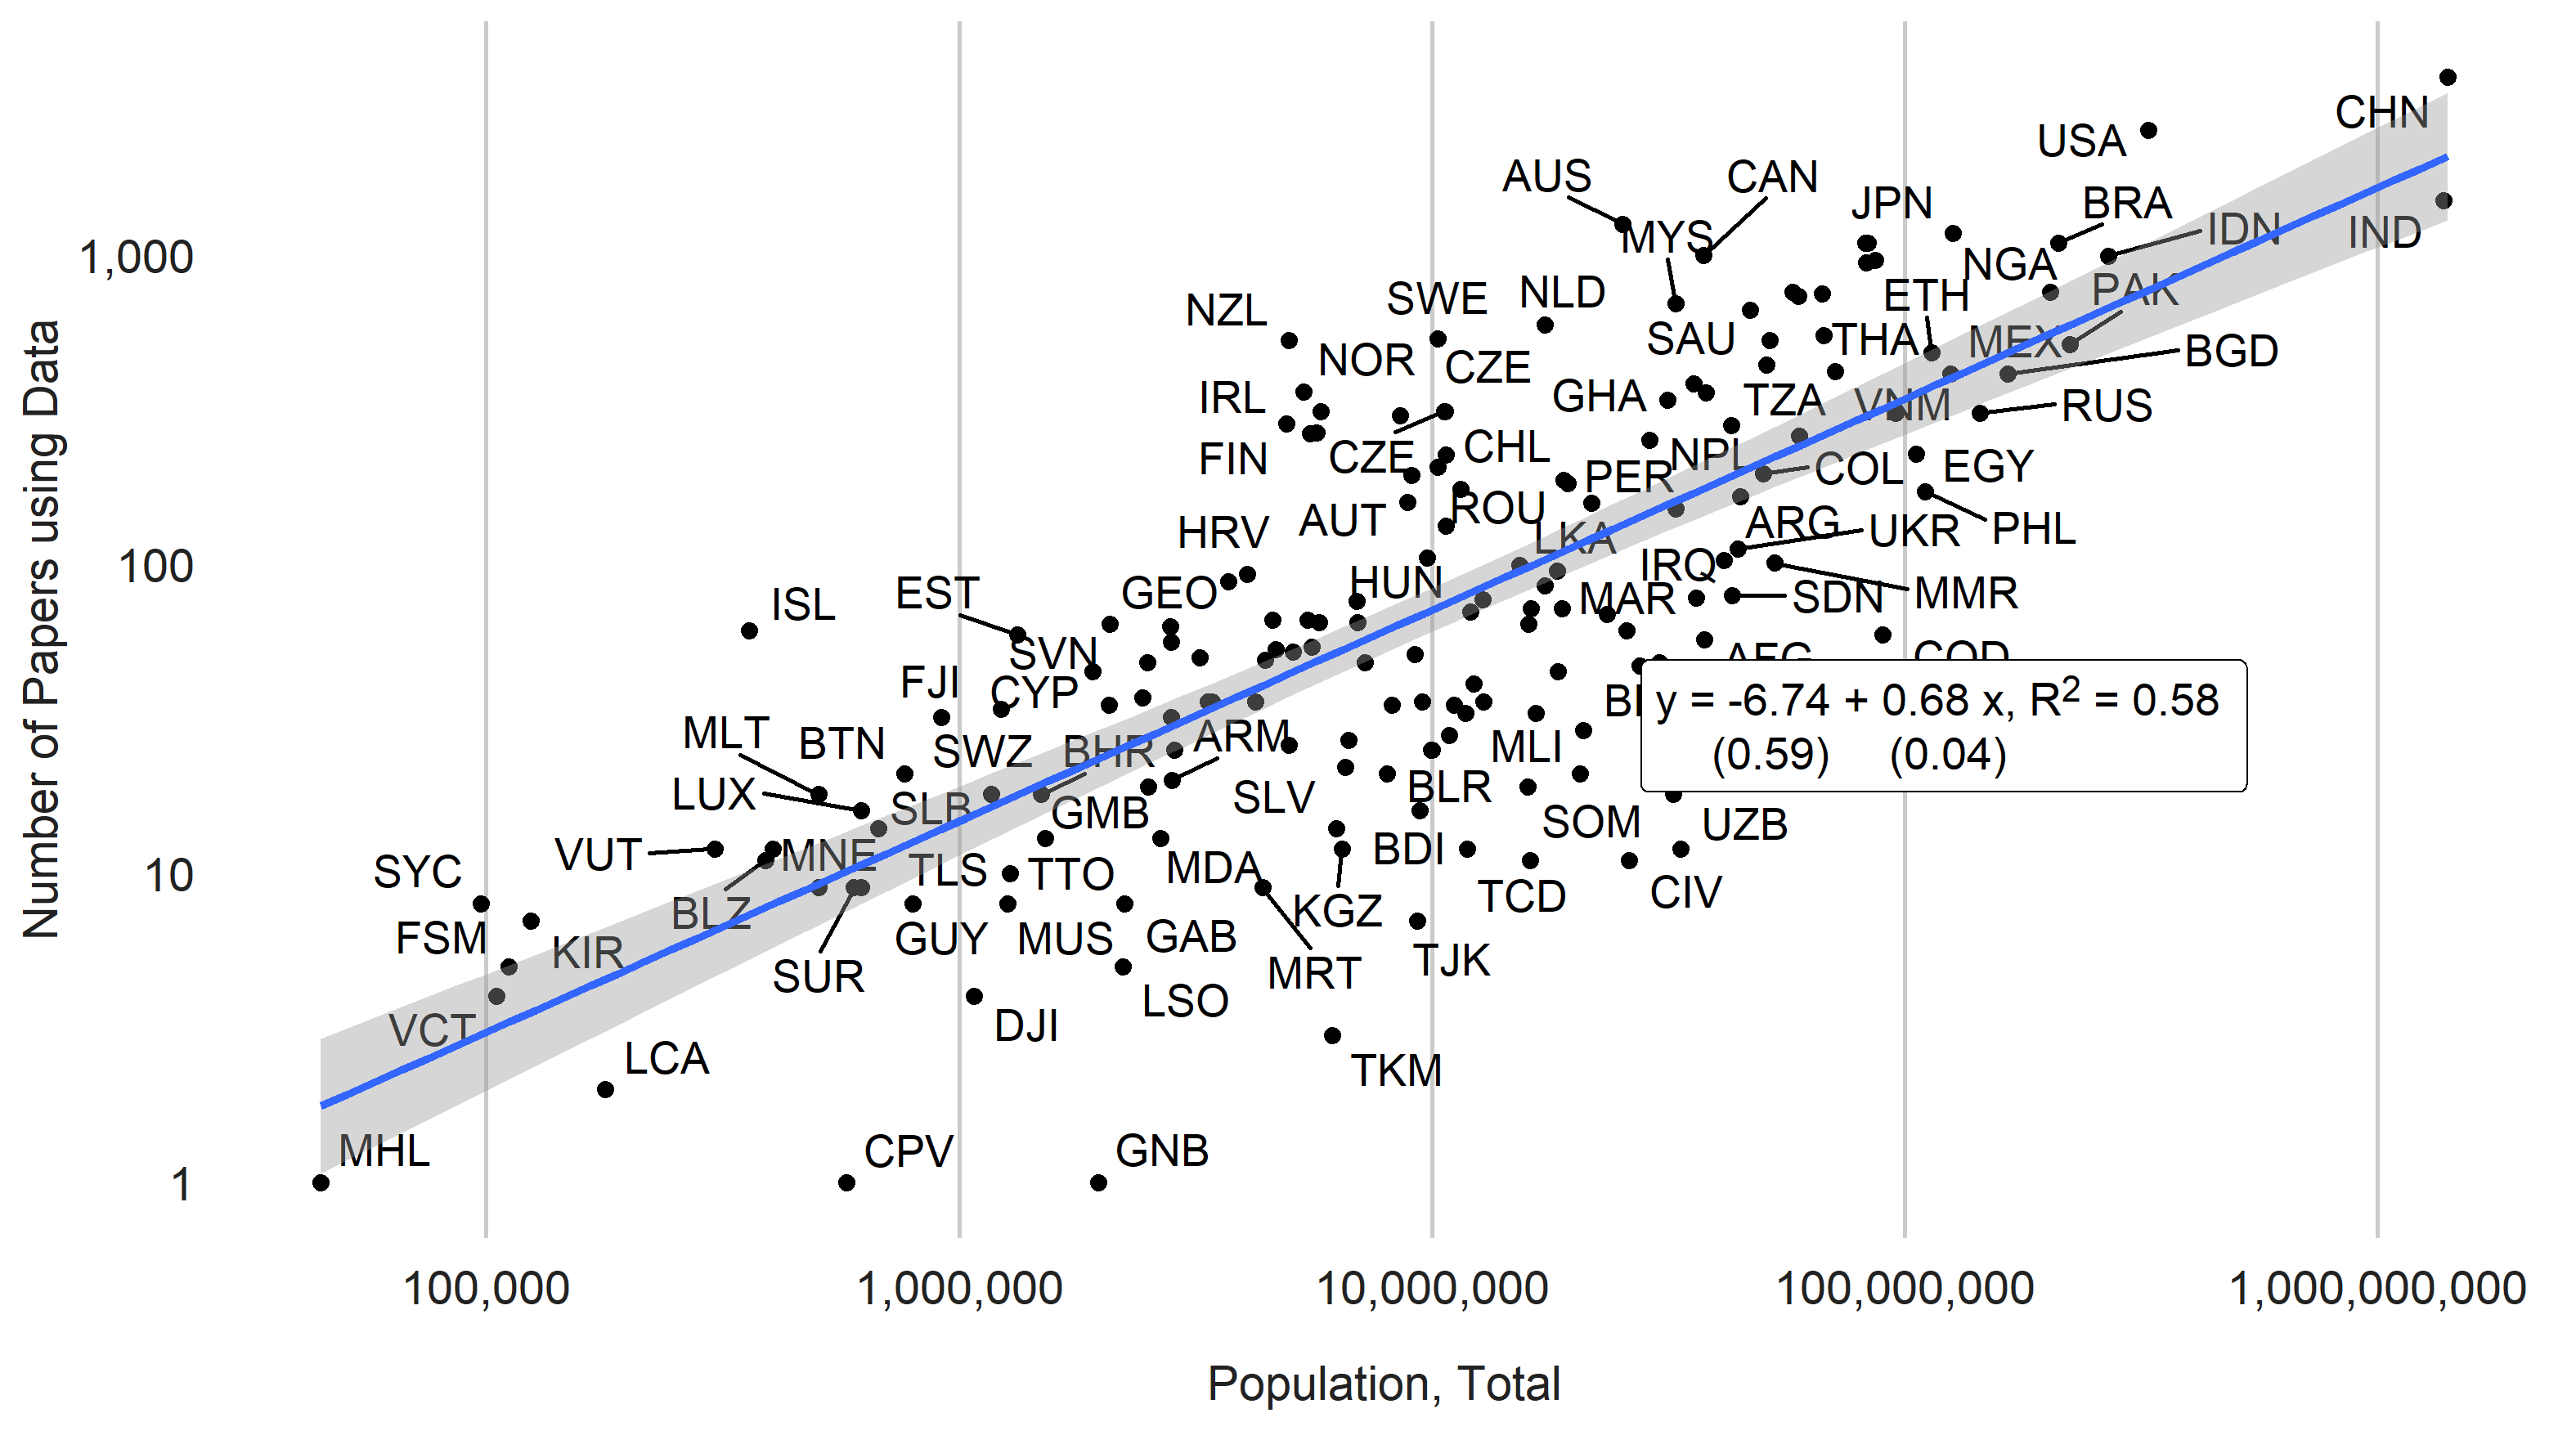 CHN
USA
AUS
CAN
JPN
BRA
MYS
IDN
IND
1,000
NGA
PAK
SWE
NLD
ETH
NZL
SAU
THA
MEX
BGD
NOR
CZE
IRL
GHA
TZA
VNM
RUS
FIN
CZE
CHL
NPL
PER
COL
EGY
AUT
ROU
HRV
LKA
ARG
UKR
PHL
100
IRQ
HUN
GEO
EST
ISL
MAR
SDN
MMR
SVN
AFG
COD
FJI
CYP
y = -6.74 + 0.68 x, R² = 0.58
(0.59) (0.04)
MLT
BTN
SWZ
BHR
ARM
MLI
LUX
SLB
GMB
SLV
BLR
SOM
UZB
VUT
MNE
BDI
SYC
10
TLS
TTO
MDA
TCD
CIV
BLZ
KGZ
FSM
KIR
GUY
MUS
GAB
SUR
MRT
TJK
LSO
VCT
DJI
LCA
TKM
MHL
CPV
GNB
1
Number of Papers using Data
100,000
1,000,000
10,000,000
100,000,000
1,000,000,000
Population, Total